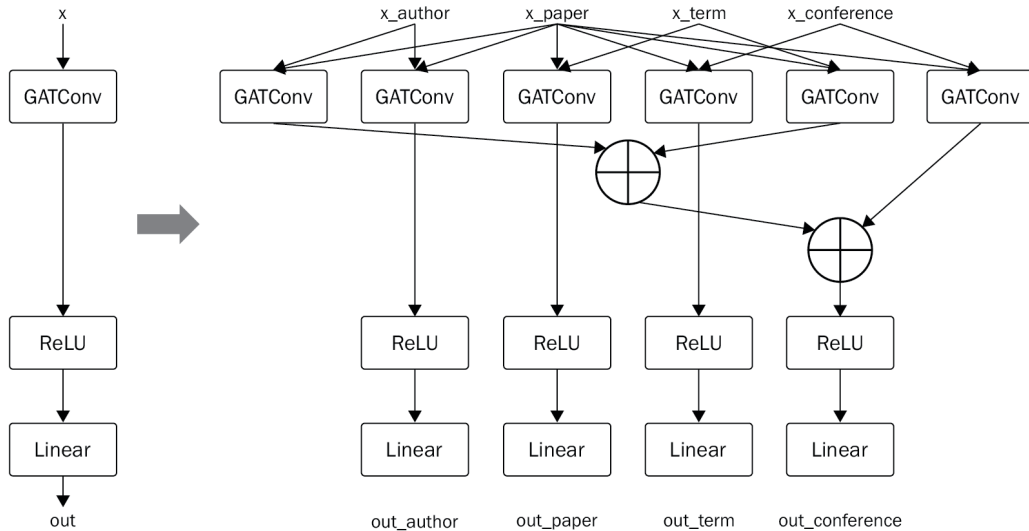 x x_author x_paper x_term x_conference
GATConv GATConv GATConv GATConv GATConv GATConv GATConv
ReLU ReLU ReLU ReLU ReLU
Linear Linear Linear Linear Linear
out out_author out_paper out_term out_conference